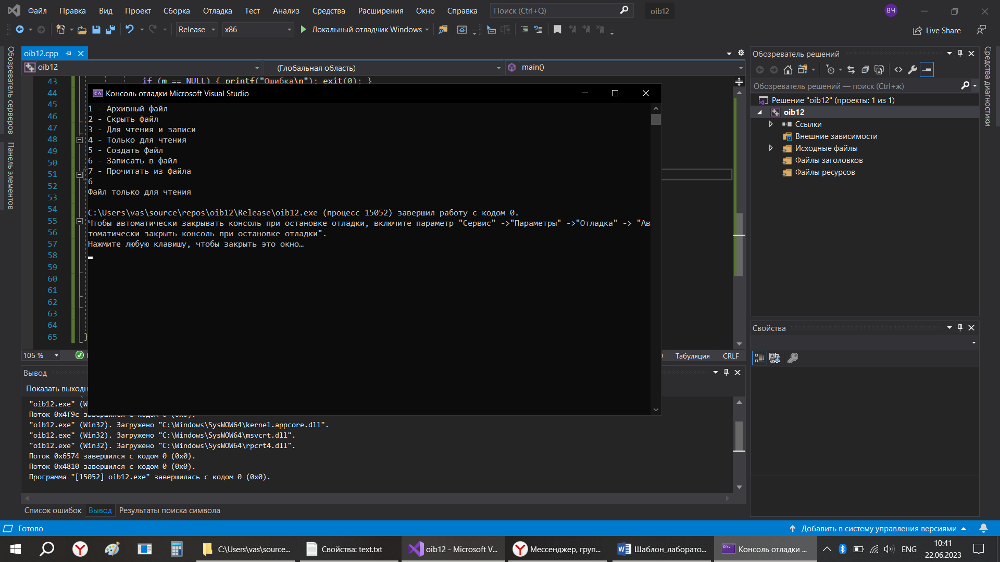 Файл Правка Вид Проект Сборка Отладка Тест Анализ Средства Расширения Окно Справка Поиск (Ctrl+Q) oib12 ВЧ
Release x86 Локальный отладчик Windows Live Share
Обозреватель серверов
Панель элементов
oib12.cpp
oib12 (Глобальная область) main()
43 if (m == NULL) { printf("Ошибка\n"); exit(0); }
44
45
46
47
48
49
50
51
52
53
54
55
56
57
58
59
60
61
62
63
64
65 }
Консоль отладки Microsoft Visual Studio
1 - Архивный файл
2 - Скрыть файл
3 - Для чтения и записи
4 - Только для чтения
5 - Создать файл
6 - Записать в файл
7 - Прочитать из файла
6
Файл только для чтения
C:\Users\vas\source\repos\oib12\Release\oib12.exe (процесс 15052) завершил работу с кодом 0.
Чтобы автоматически закрывать консоль при остановке отладки, включите параметр "Сервис" ->"Параметры" ->"Отладка" -> "Ав
томатически закрыть консоль при остановке отладки".
Нажмите любую клавишу, чтобы закрыть это окно…
105 % Табуляция CRLF
Вывод
Показать выходн
"oib12.exe" (W
Поток 0x4f9c завершился с кодом 0 (0x0).
"oib12.exe" (Win32). Загружено "C:\Windows\SysWOW64\kernel.appcore.dll".
"oib12.exe" (Win32). Загружено "C:\Windows\SysWOW64\msvcrt.dll".
"oib12.exe" (Win32). Загружено "C:\Windows\SysWOW64\rpcrt4.dll".
Поток 0x6574 завершился с кодом 0 (0x0).
Поток 0x4810 завершился с кодом 0 (0x0).
Программа "[15052] oib12.exe" завершилась с кодом 0 (0x0).
Список ошибок Вывод Результаты поиска символа
Обозреватель решений
Обозреватель решений — поиск (Ctrl+ж)
Решение "oib12" (проекты: 1 из 1)
oib12
Ссылки
Внешние зависимости
Исходные файлы
Файлы заголовков
Файлы ресурсов
Свойства
Средства диагностики
Готово Добавить в систему управления версиями
C:\Users\vas\source... Свойства: text.txt oib12 - Microsoft V... Мессенджер, груп... Шаблон_лаборато... Консоль отладки ... ENG 10:41
22.06.2023